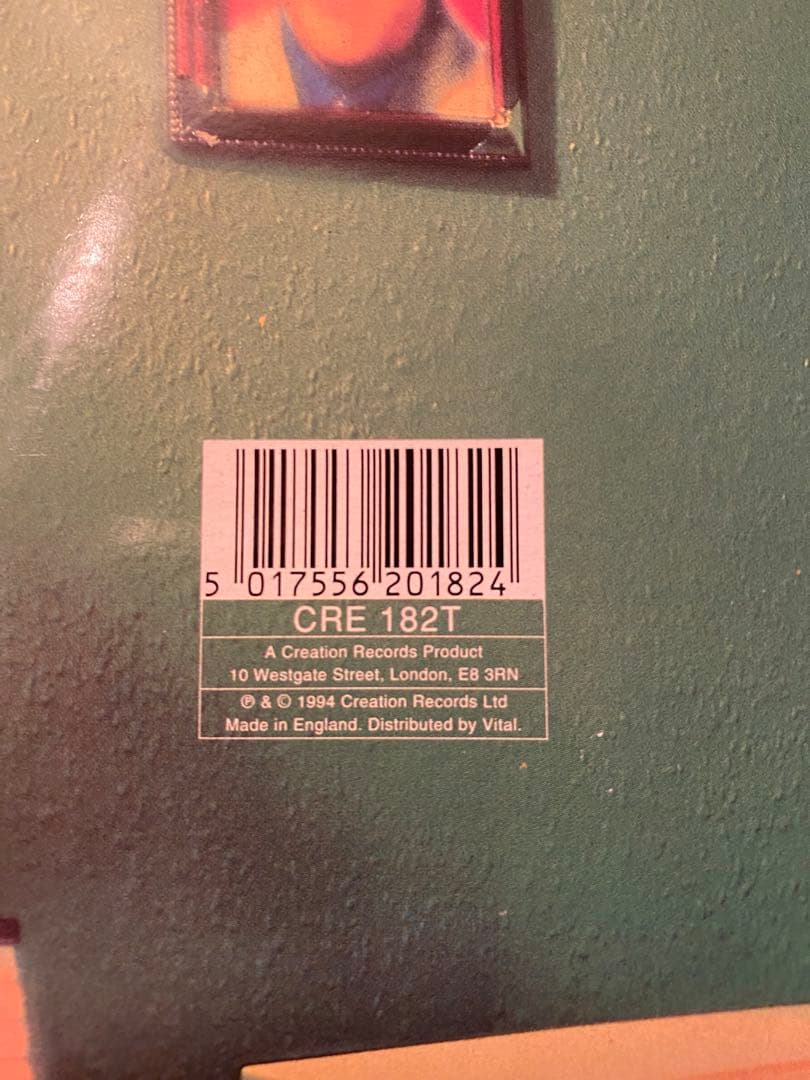 5 017556 201824
CRE 182T
A Creation Records Product
10 Westgate Street, London, E8 3RN
℗ & © 1994 Creation Records Ltd
Made in England. Distributed by Vital.